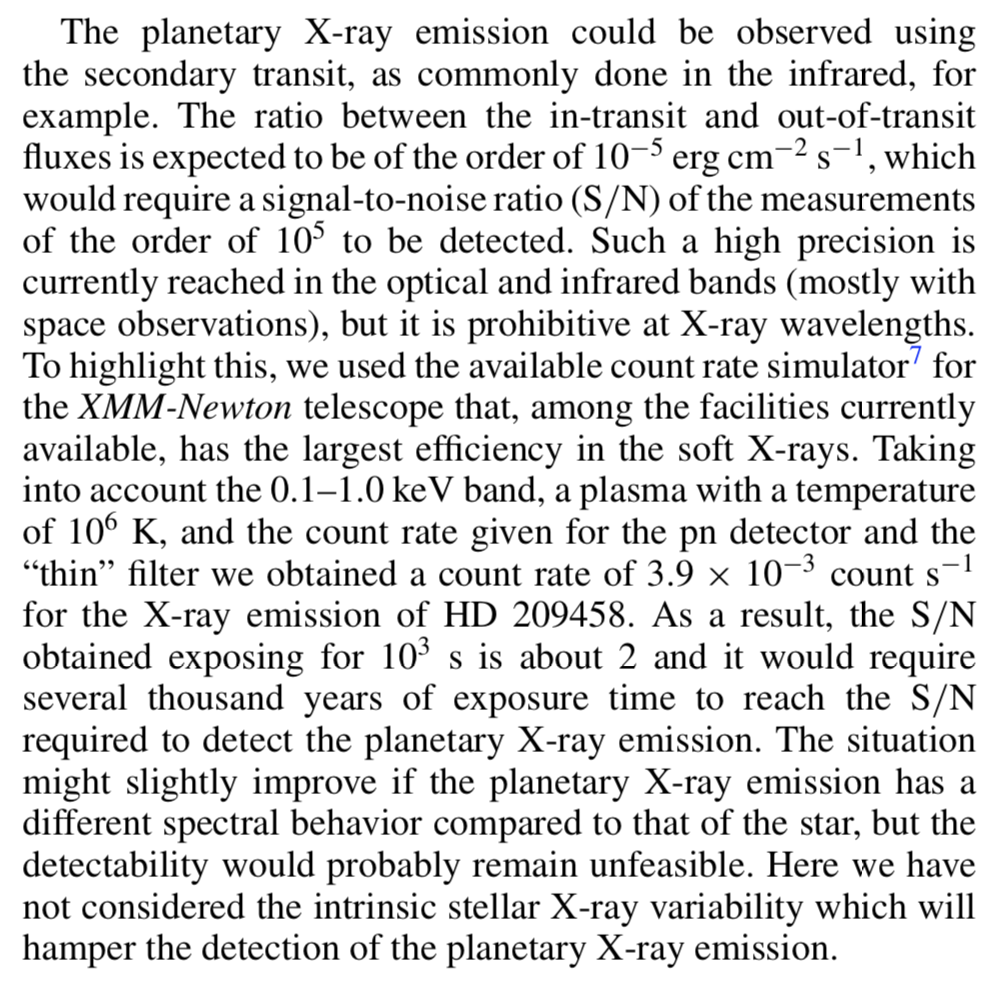 The planetary X-ray emission could be observed using
the secondary transit, as commonly done in the infrared, for
example. The ratio between the in-transit and out-of-transit
fluxes is expected to be of the order of 10⁻⁵ erg cm⁻² s⁻¹, which
would require a signal-to-noise ratio (S/N) of the measurements
of the order of 10⁵ to be detected. Such a high precision is
currently reached in the optical and infrared bands (mostly with
space observations), but it is prohibitive at X-ray wavelengths.
To highlight this, we used the available count rate simulator⁷ for
the XMM-Newton telescope that, among the facilities currently
available, has the largest efficiency in the soft X-rays. Taking
into account the 0.1–1.0 keV band, a plasma with a temperature
of 10⁶ K, and the count rate given for the pn detector and the
“thin” filter we obtained a count rate of 3.9 × 10⁻³ count s⁻¹
for the X-ray emission of HD 209458. As a result, the S/N
obtained exposing for 10³ s is about 2 and it would require
several thousand years of exposure time to reach the S/N
required to detect the planetary X-ray emission. The situation
might slightly improve if the planetary X-ray emission has a
different spectral behavior compared to that of the star, but the
detectability would probably remain unfeasible. Here we have
not considered the intrinsic stellar X-ray variability which will
hamper the detection of the planetary X-ray emission.